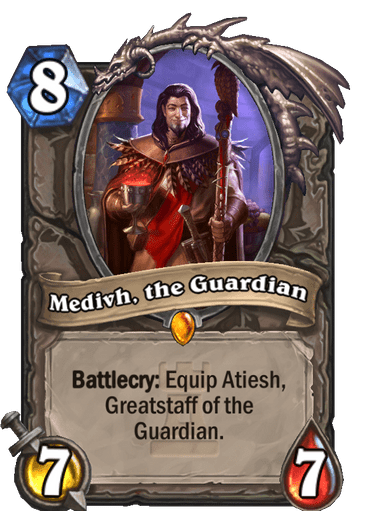 8
Medivh, the Guardian
Battlecry: Equip Atiesh,
Greatstaff of the
Guardian.
7
7